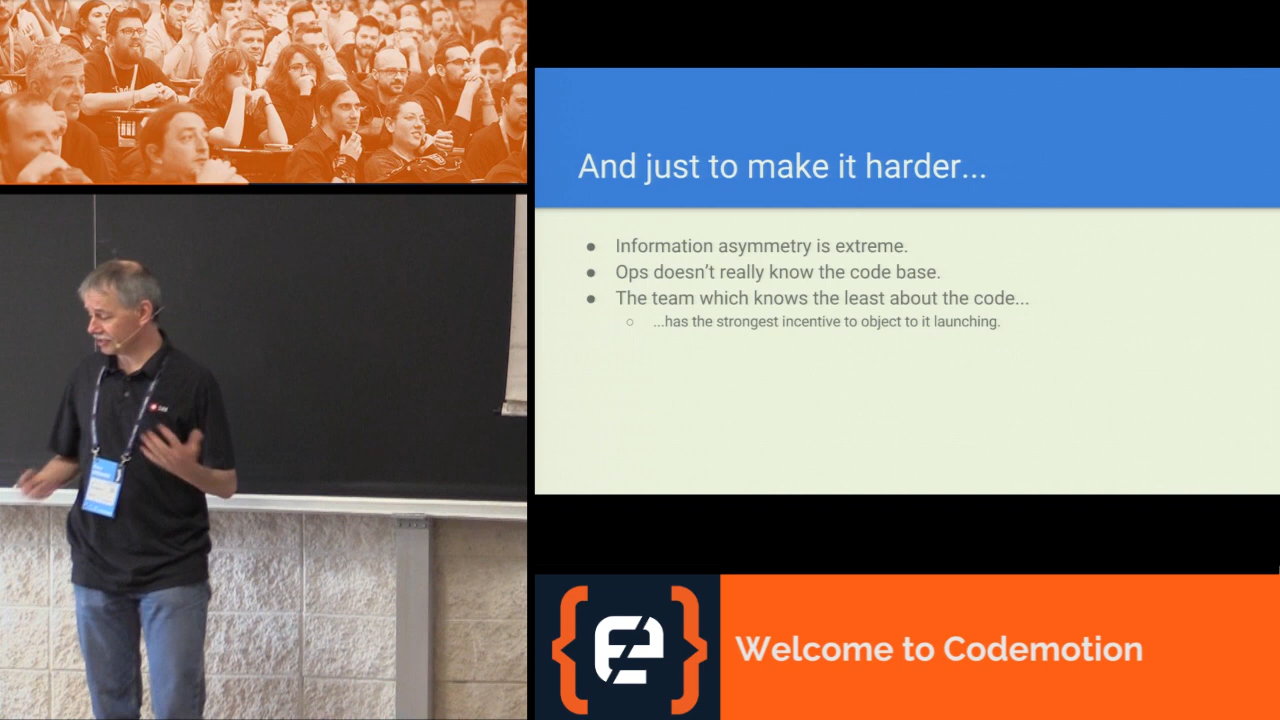 And just to make it harder...
● Information asymmetry is extreme.
● Ops doesn't really know the code base.
● The team which knows the least about the code...
○ ...has the strongest incentive to object to it launching.
Welcome to Codemotion